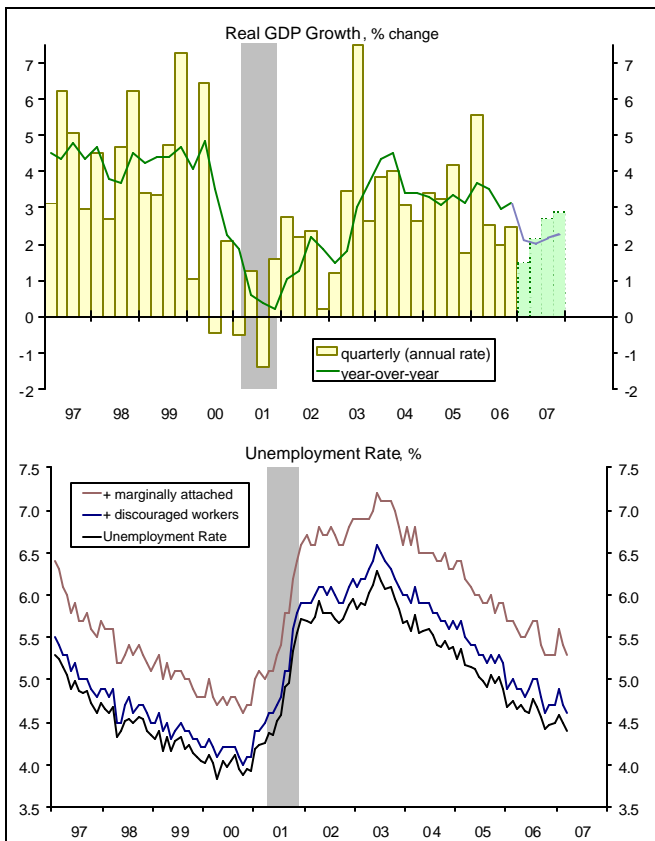 Real GDP Growth, % change
7 7
6 6
5 5
4 4
3 3
2 2
1 1
0 0
-1 -1
-2 -2
quarterly (annual rate)
year-over-year
97 98 99 00 01 02 03 04 05 06 07
Unemployment Rate, %
7.5 7.5
+ marginally attached
+ discouraged workers
Unemployment Rate
7.0 7.0
6.5 6.5
6.0 6.0
5.5 5.5
5.0 5.0
4.5 4.5
4.0 4.0
3.5 3.5
97 98 99 00 01 02 03 04 05 06 07